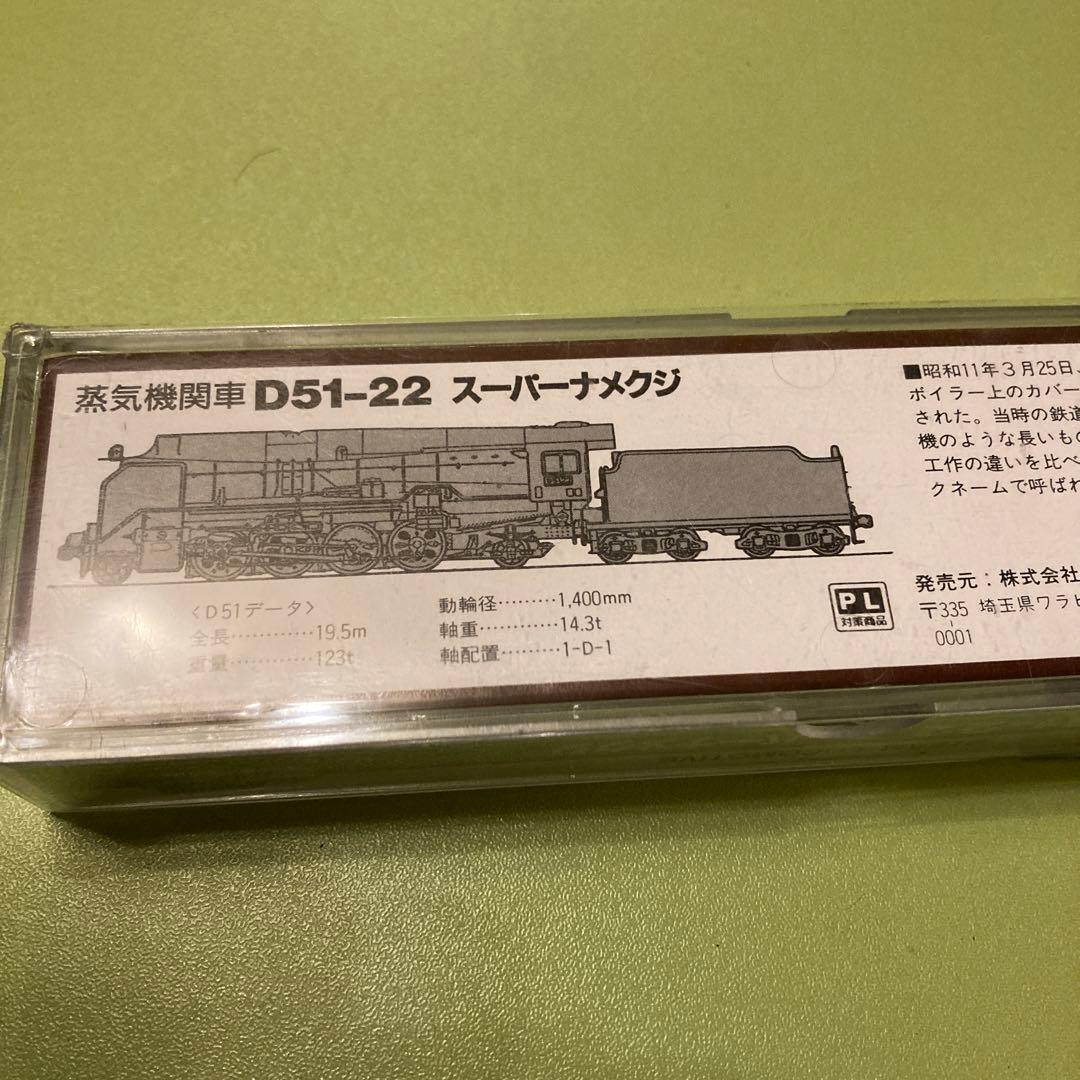 蒸気機関車 D51-22 スーパーナメクジ
■昭和11年3月25日、
ボイラー上のカバー
された。当時の鉄道
機のような長いもの
工作の違いを比べ
クネームで呼ばれ
〈D51データ〉
全長…………19.5m
重量…………123t
動輪径………1,400mm
軸重…………14.3t
軸配置………1-D-1
PL
対策商品
発売元：株式会社
〒335 埼玉県ワラビ
-0001